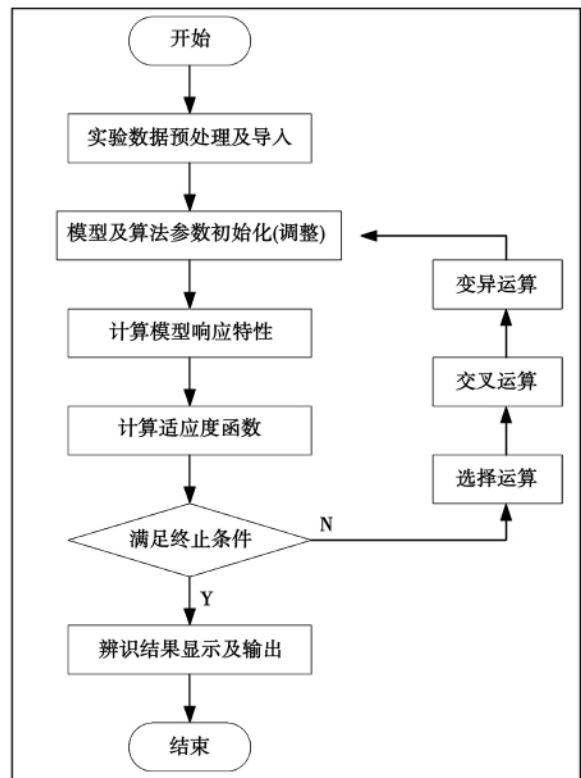 开始
实验数据预处理及导入
模型及算法参数初始化(调整)
变异运算
计算模型响应特性
交叉运算
计算适应度函数
选择运算
满足终止条件
N
Y
辨识结果显示及输出
结束